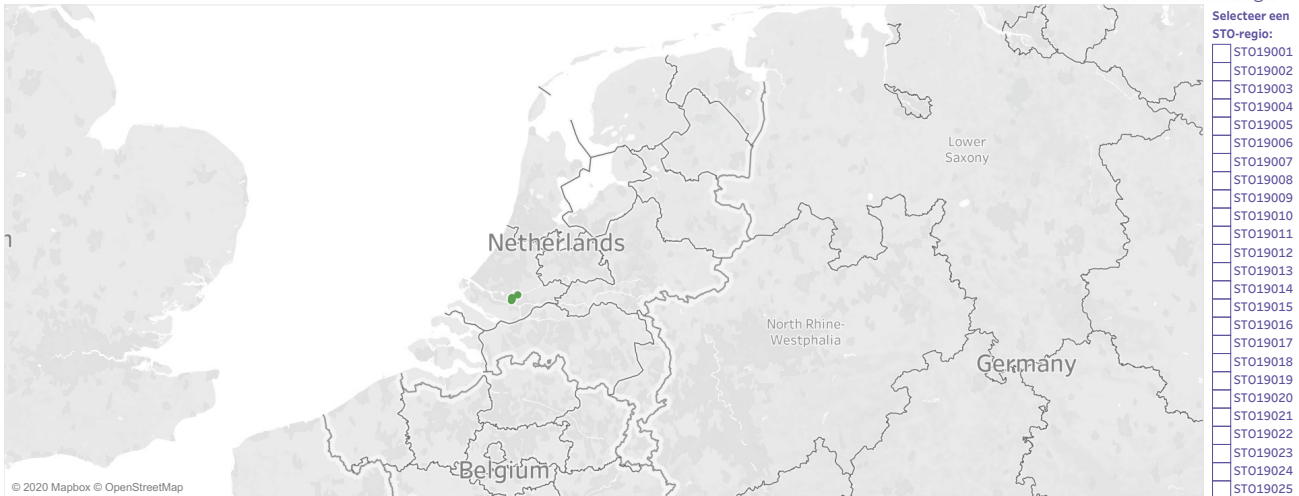 Selecteer een
STO-regio:
STO19001
STO19002
STO19003
STO19004
STO19005
STO19006
STO19007
STO19008
STO19009
STO19010
STO19011
STO19012
STO19013
STO19014
STO19015
STO19016
STO19017
STO19018
STO19019
STO19020
STO19021
STO19022
STO19023
STO19024
STO19025
Lower
Saxony
Netherlands
North Rhine-
Westphalia
Germany
Belgium
© 2020 Mapbox © OpenStreetMap